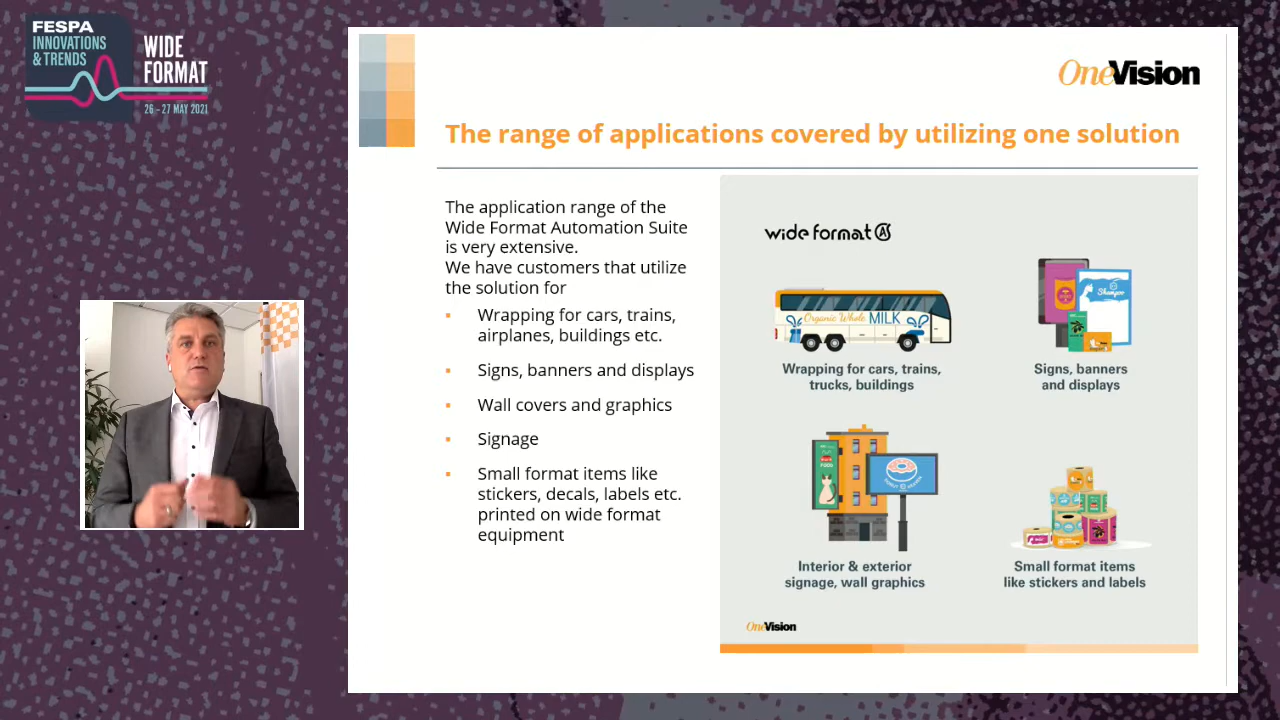 FESPA
INNOVATIONS
& TRENDS
WIDE
FORMAT
26 – 27 MAY 2021
OneVision
The range of applications covered by utilizing one solution
The application range of the
Wide Format Automation Suite
is very extensive.
We have customers that utilize
the solution for
Wrapping for cars, trains,
airplanes, buildings etc.
Signs, banners and displays
Wall covers and graphics
Signage
Small format items like
stickers, decals, labels etc.
printed on wide format
equipment
wide format AS
Organic Whole MILK
Wrapping for cars, trains,
trucks, buildings
Shampoo
Signs, banners
and displays
Interior & exterior
signage, wall graphics
Small format items
like stickers and labels
OneVision